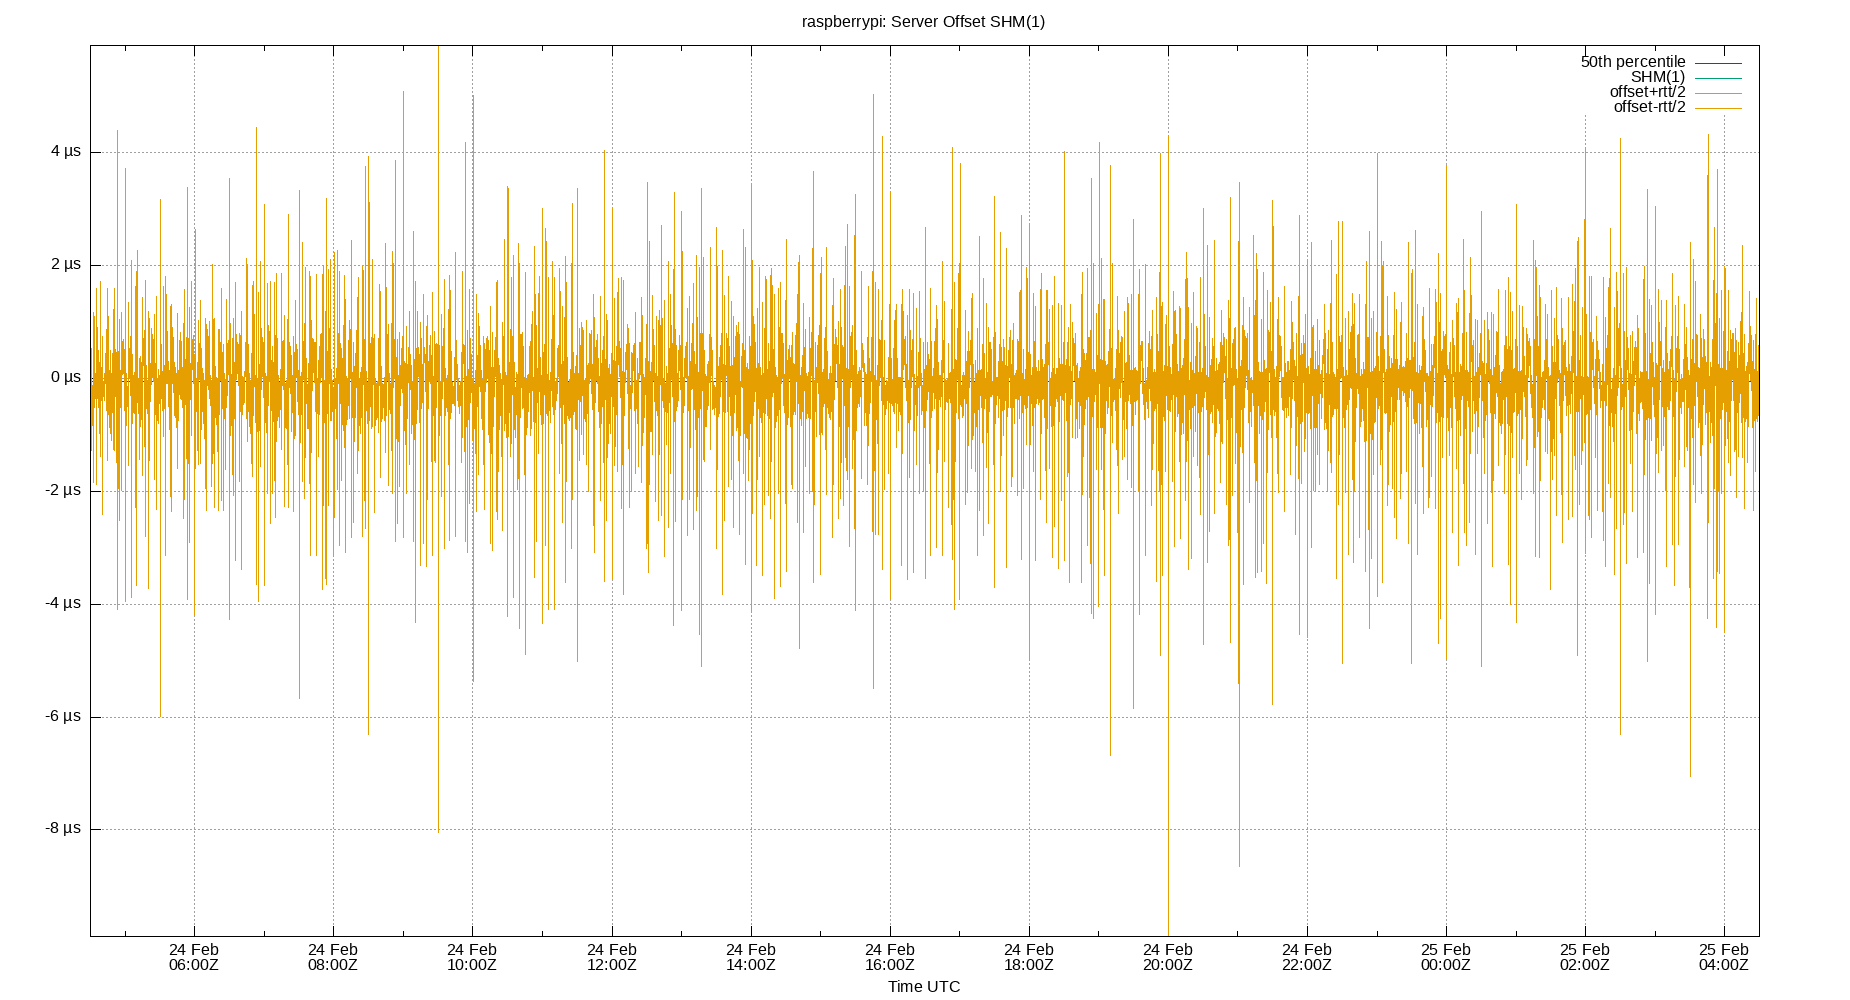 raspberrypi: Server Offset SHM(1)
50th percentile
SHM(1)
offset+rtt/2
offset-rtt/2
4 µs
2 µs
0 µs
-2 µs
-4 µs
-6 µs
-8 µs
24 Feb 24 Feb 24 Feb 24 Feb 24 Feb 24 Feb 24 Feb 24 Feb 24 Feb 25 Feb 25 Feb 25 Feb
06:00Z 08:00Z 10:00Z 12:00Z 14:00Z 16:00Z 18:00Z 20:00Z 22:00Z 00:00Z 02:00Z 04:00Z
Time UTC